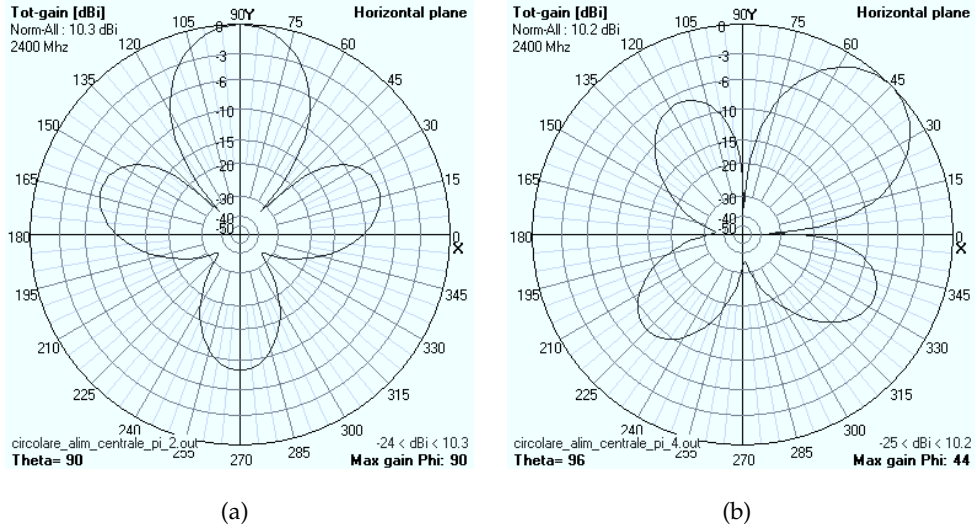 Tot-gain [dBi]
Horizontal plane
Norm-All : 10.3 dBi
2400 Mhz
105
90Y
75
120
60
135
45
150
30
165
15
180
0
X
195
345
210
330
225
315
240
300
255
270
285
0
-3
-6
-10
-15
-20
-30
-40
-50
circolare_alim_centrale_pi_2.out
-24 < dBi < 10.3
Theta= 90
Max gain Phi: 90
(a)
Tot-gain [dBi]
Horizontal plane
Norm-All : 10.2 dBi
2400 Mhz
105
90Y
75
120
60
135
45
150
30
165
15
180
0
X
195
345
210
330
225
315
240
300
255
270
285
0
-3
-6
-10
-15
-20
-30
-40
-50
circolare_alim_centrale_pi_4.out
-25 < dBi < 10.2
Theta= 96
Max gain Phi: 44
(b)